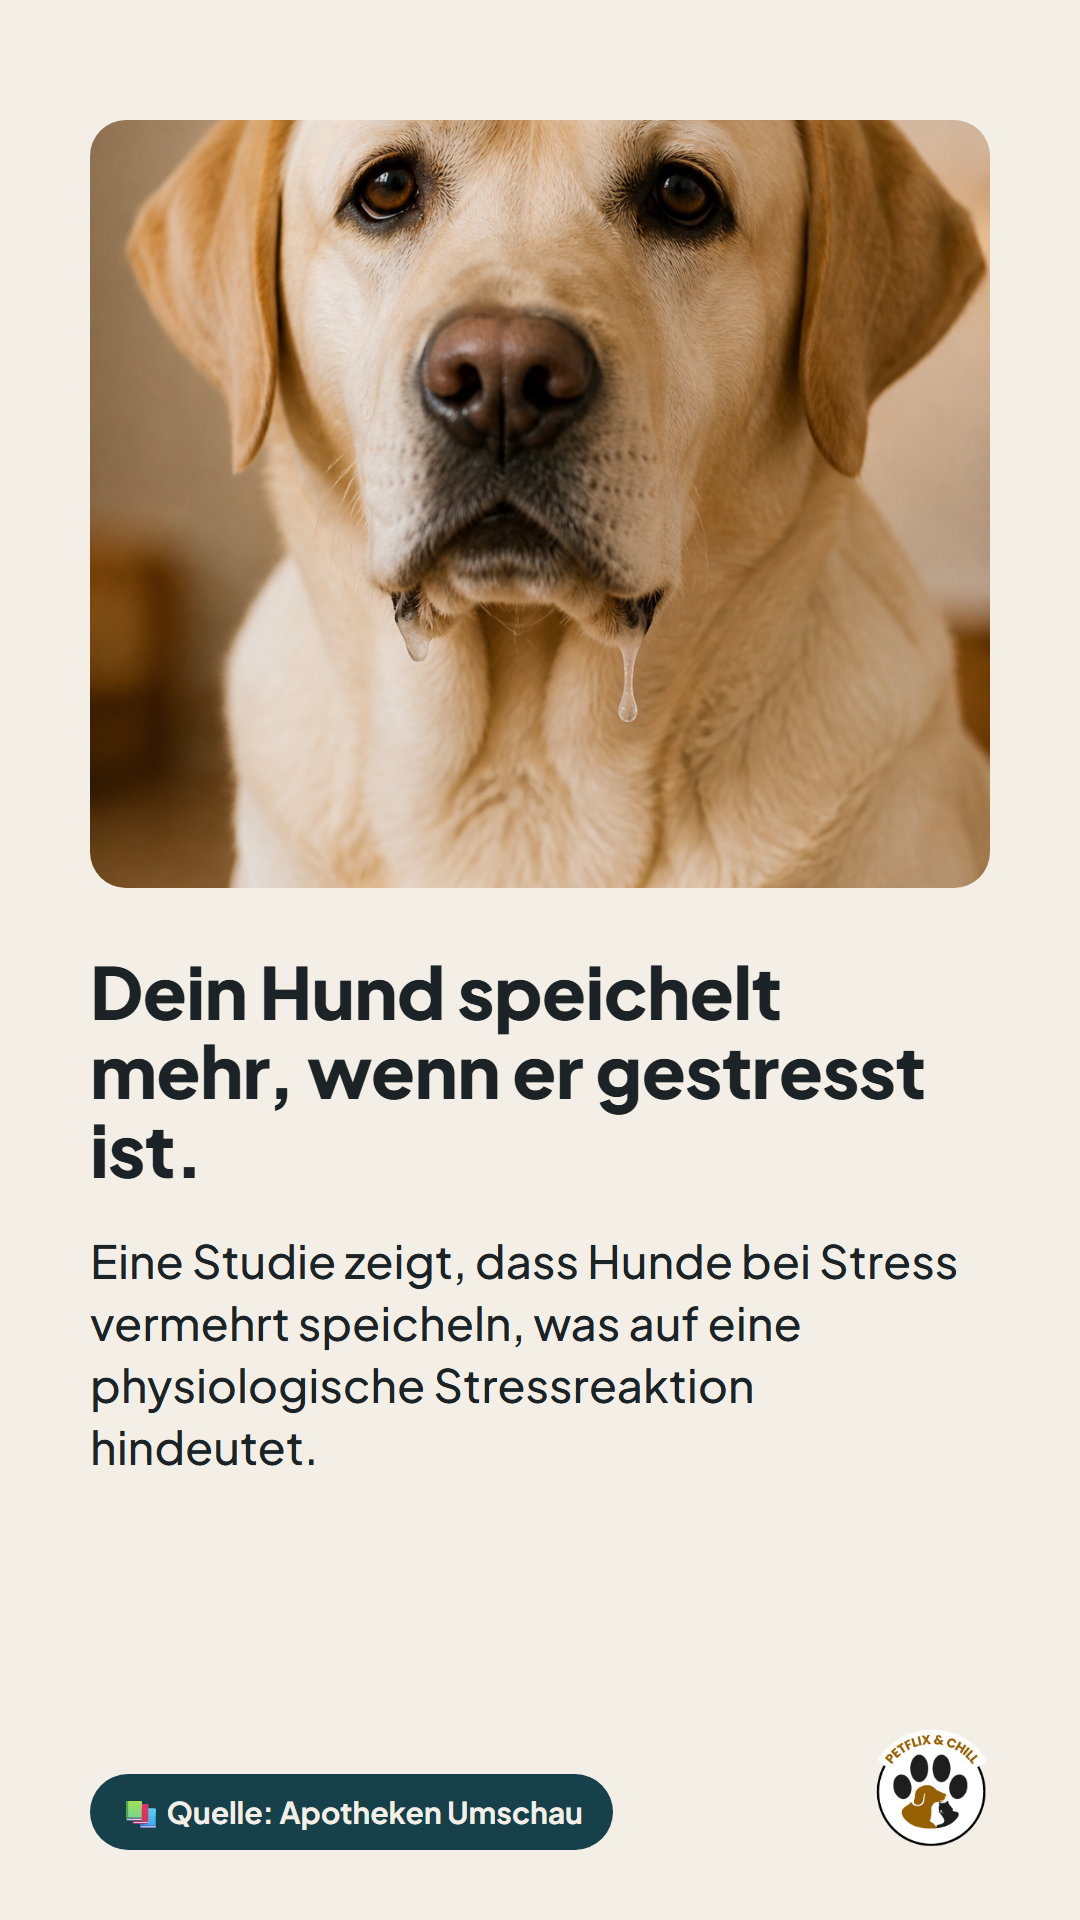 Dein Hund speichelt
mehr, wenn er gestresst
ist.
Eine Studie zeigt, dass Hunde bei Stress
vermehrt speicheln, was auf eine
physiologische Stressreaktion
hindeutet.
Quelle: Apotheken Umschau
PETFLIX & CHILL